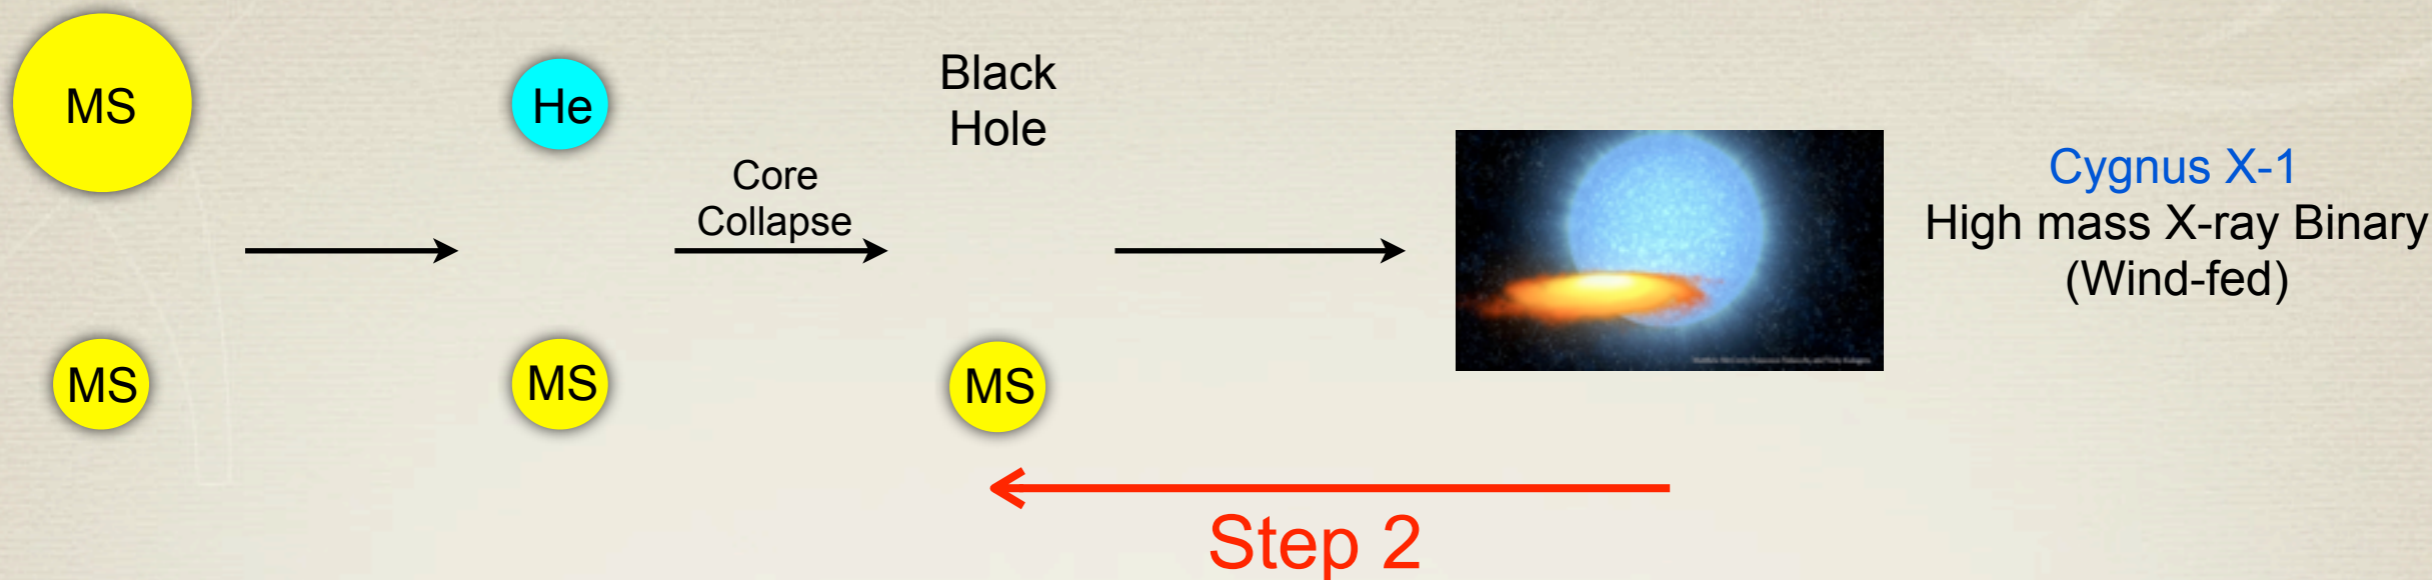 MS
He
Black
Hole
Core
Collapse
Cygnus X-1
High mass X-ray Binary
(Wind-fed)
MS
MS
MS
Step 2